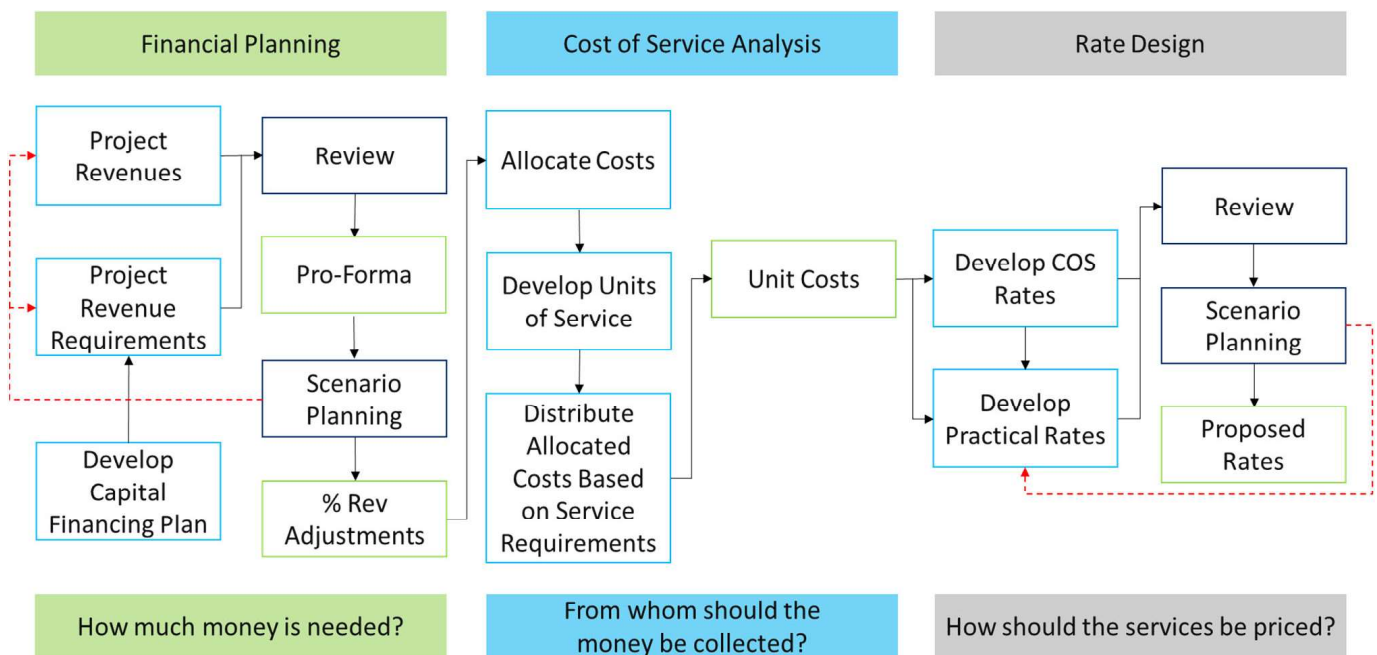 Financial Planning
Cost of Service Analysis
Rate Design
Project
Revenues
Review
Project
Revenue
Requirements
Pro-Forma
Develop
Capital
Financing Plan
Scenario
Planning
% Rev
Adjustments
Allocate Costs
Develop Units
of Service
Distribute
Allocated
Costs Based
on Service
Requirements
Unit Costs
Develop COS
Rates
Develop
Practical Rates
Review
Scenario
Planning
Proposed
Rates
How much money is needed?
From whom should the
money be collected?
How should the services be priced?